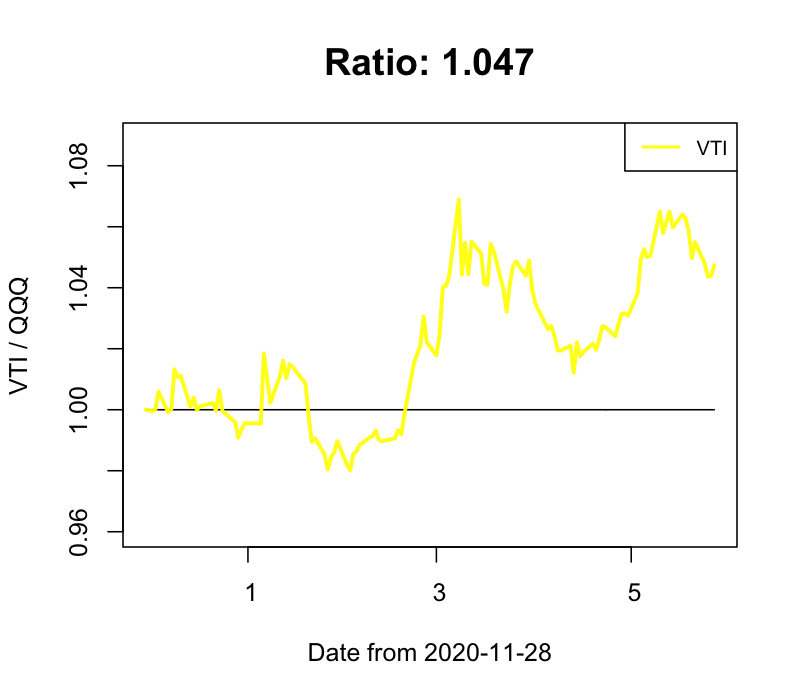 Ratio: 1.047
VTI
1.08
1.04
1.00
0.96
VTI / QQQ
1 3 5
Date from 2020-11-28